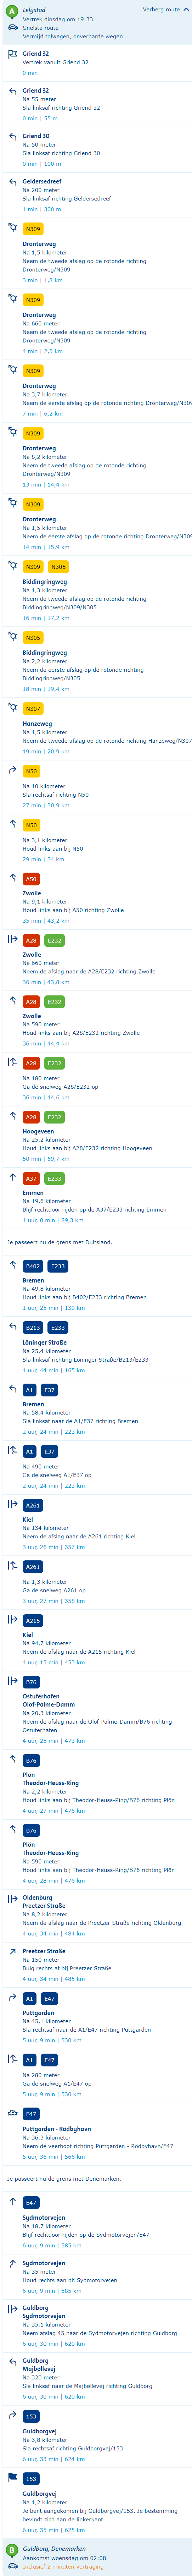 A
Lelystad
Verberg route
Vertrek dinsdag om 19:33
Snelste route
Vermijd tolwegen, onverharde wegen
Griend 32
Vertrek vanuit Griend 32
0 min
Griend 32
Na 55 meter
Sla linksaf richting Griend 32
0 min | 55 m
Griend 30
Na 50 meter
Sla linksaf richting Griend 30
0 min | 100 m
Geldersedreef
Na 200 meter
Sla linksaf richting Geldersedreef
1 min | 300 m
N309
Dronterweg
Na 1,5 kilometer
Neem de tweede afslag op de rotonde richting
Dronterweg/N309
3 min | 1,8 km
N309
Dronterweg
Na 660 meter
Neem de tweede afslag op de rotonde richting
Dronterweg/N309
4 min | 2,5 km
N309
Dronterweg
Na 3,7 kilometer
Neem de eerste afslag op de rotonde richting Dronterweg/N309
7 min | 6,2 km
N309
Dronterweg
Na 8,2 kilometer
Neem de tweede afslag op de rotonde richting
Dronterweg/N309
13 min | 14,4 km
N309
Dronterweg
Na 1,5 kilometer
Neem de eerste afslag op de rotonde richting Dronterweg/N309
14 min | 15,9 km
N309 N305
Biddingringweg
Na 1,3 kilometer
Neem de tweede afslag op de rotonde richting
Biddingringweg/N309/N305
16 min | 17,2 km
N305
Biddingringweg
Na 2,2 kilometer
Neem de eerste afslag op de rotonde richting
Biddingringweg/N305
18 min | 19,4 km
N307
Hanzeweg
Na 1,5 kilometer
Neem de tweede afslag op de rotonde richting Hanzeweg/N307
19 min | 20,9 km
N50
Na 10 kilometer
Sla rechtsaf richting N50
27 min | 30,9 km
N50
Na 3,1 kilometer
Houd links aan bij N50
29 min | 34 km
A50
Zwolle
Na 9,1 kilometer
Houd links aan bij A50 richting Zwolle
35 min | 43,2 km
A28 E232
Zwolle
Na 660 meter
Neem de afslag naar de A28/E232 richting Zwolle
36 min | 43,8 km
A28 E232
Zwolle
Na 590 meter
Houd links aan bij A28/E232 richting Zwolle
36 min | 44,4 km
A28 E232
Na 180 meter
Ga de snelweg A28/E232 op
36 min | 44,6 km
A28 E232
Hoogeveen
Na 25,2 kilometer
Houd links aan bij A28/E232 richting Hoogeveen
50 min | 69,7 km
A37 E233
Emmen
Na 19,6 kilometer
Blijf rechtdoor rijden op de A37/E233 richting Emmen
1 uur, 0 min | 89,3 km
Je passeert nu de grens met Duitsland.
B402 E233
Bremen
Na 49,8 kilometer
Houd links aan bij B402/E233 richting Bremen
1 uur, 25 min | 139 km
B213 E233
Löninger Straße
Na 25,4 kilometer
Sla linksaf richting Löninger Straße/B213/E233
1 uur, 44 min | 165 km
A1 E37
Bremen
Na 58,4 kilometer
Sla linksaf naar de A1/E37 richting Bremen
2 uur, 24 min | 223 km
A1 E37
Na 490 meter
Ga de snelweg A1/E37 op
2 uur, 24 min | 223 km
A261
Kiel
Na 134 kilometer
Neem de afslag naar de A261 richting Kiel
3 uur, 26 min | 357 km
A261
Na 1,3 kilometer
Ga de snelweg A261 op
3 uur, 27 min | 358 km
A215
Kiel
Na 94,7 kilometer
Neem de afslag naar de A215 richting Kiel
4 uur, 15 min | 453 km
B76
Ostuferhafen
Olof-Palme-Damm
Na 20,3 kilometer
Neem de afslag naar de Olof-Palme-Damm/B76 richting
Ostuferhafen
4 uur, 25 min | 473 km
B76
Plön
Theodor-Heuss-Ring
Na 2,2 kilometer
Houd links aan bij Theodor-Heuss-Ring/B76 richting Plön
4 uur, 27 min | 476 km
B76
Plön
Theodor-Heuss-Ring
Na 590 meter
Houd links aan bij Theodor-Heuss-Ring/B76 richting Plön
4 uur, 28 min | 476 km
Oldenburg
Preetzer Straße
Na 8,2 kilometer
Neem de afslag naar de Preetzer Straße richting Oldenburg
4 uur, 34 min | 484 km
Preetzer Straße
Na 150 meter
Buig rechts af bij Preetzer Straße
4 uur, 34 min | 485 km
A1 E47
Puttgarden
Na 45,1 kilometer
Sla rechtsaf naar de A1/E47 richting Puttgarden
5 uur, 9 min | 530 km
A1 E47
Na 280 meter
Ga de snelweg A1/E47 op
5 uur, 9 min | 530 km
E47
Puttgarden - Rödbyhavn
Na 36,3 kilometer
Neem de veerboot richting Puttgarden - Rödbyhavn/E47
5 uur, 36 min | 566 km
Je passeert nu de grens met Denemarken.
E47
Sydmotorvejen
Na 18,7 kilometer
Blijf rechtdoor rijden op de Sydmotorvejen/E47
6 uur, 9 min | 585 km
Sydmotorvejen
Na 35 meter
Houd rechts aan bij Sydmotorvejen
6 uur, 9 min | 585 km
Guldborg
Sydmotorvejen
Na 35,1 kilometer
Neem afslag 45 naar de Sydmotorvejen richting Guldborg
6 uur, 30 min | 620 km
Guldborg
Majbøllevej
Na 320 meter
Sla linksaf naar de Majbøllevej richting Guldborg
6 uur, 30 min | 620 km
153
Guldborgvej
Na 3,8 kilometer
Sla rechtsaf richting Guldborgvej/153
6 uur, 33 min | 624 km
153
Guldborgvej
Na 1,2 kilometer
Je bent aangekomen bij Guldborgvej/153. Je bestemming
bevindt zich aan de linkerkant
6 uur, 35 min | 625 km
B
Guldborg, Denemarken
Aankomst woensdag om 02:08
Inclusief 2 minuten vertraging